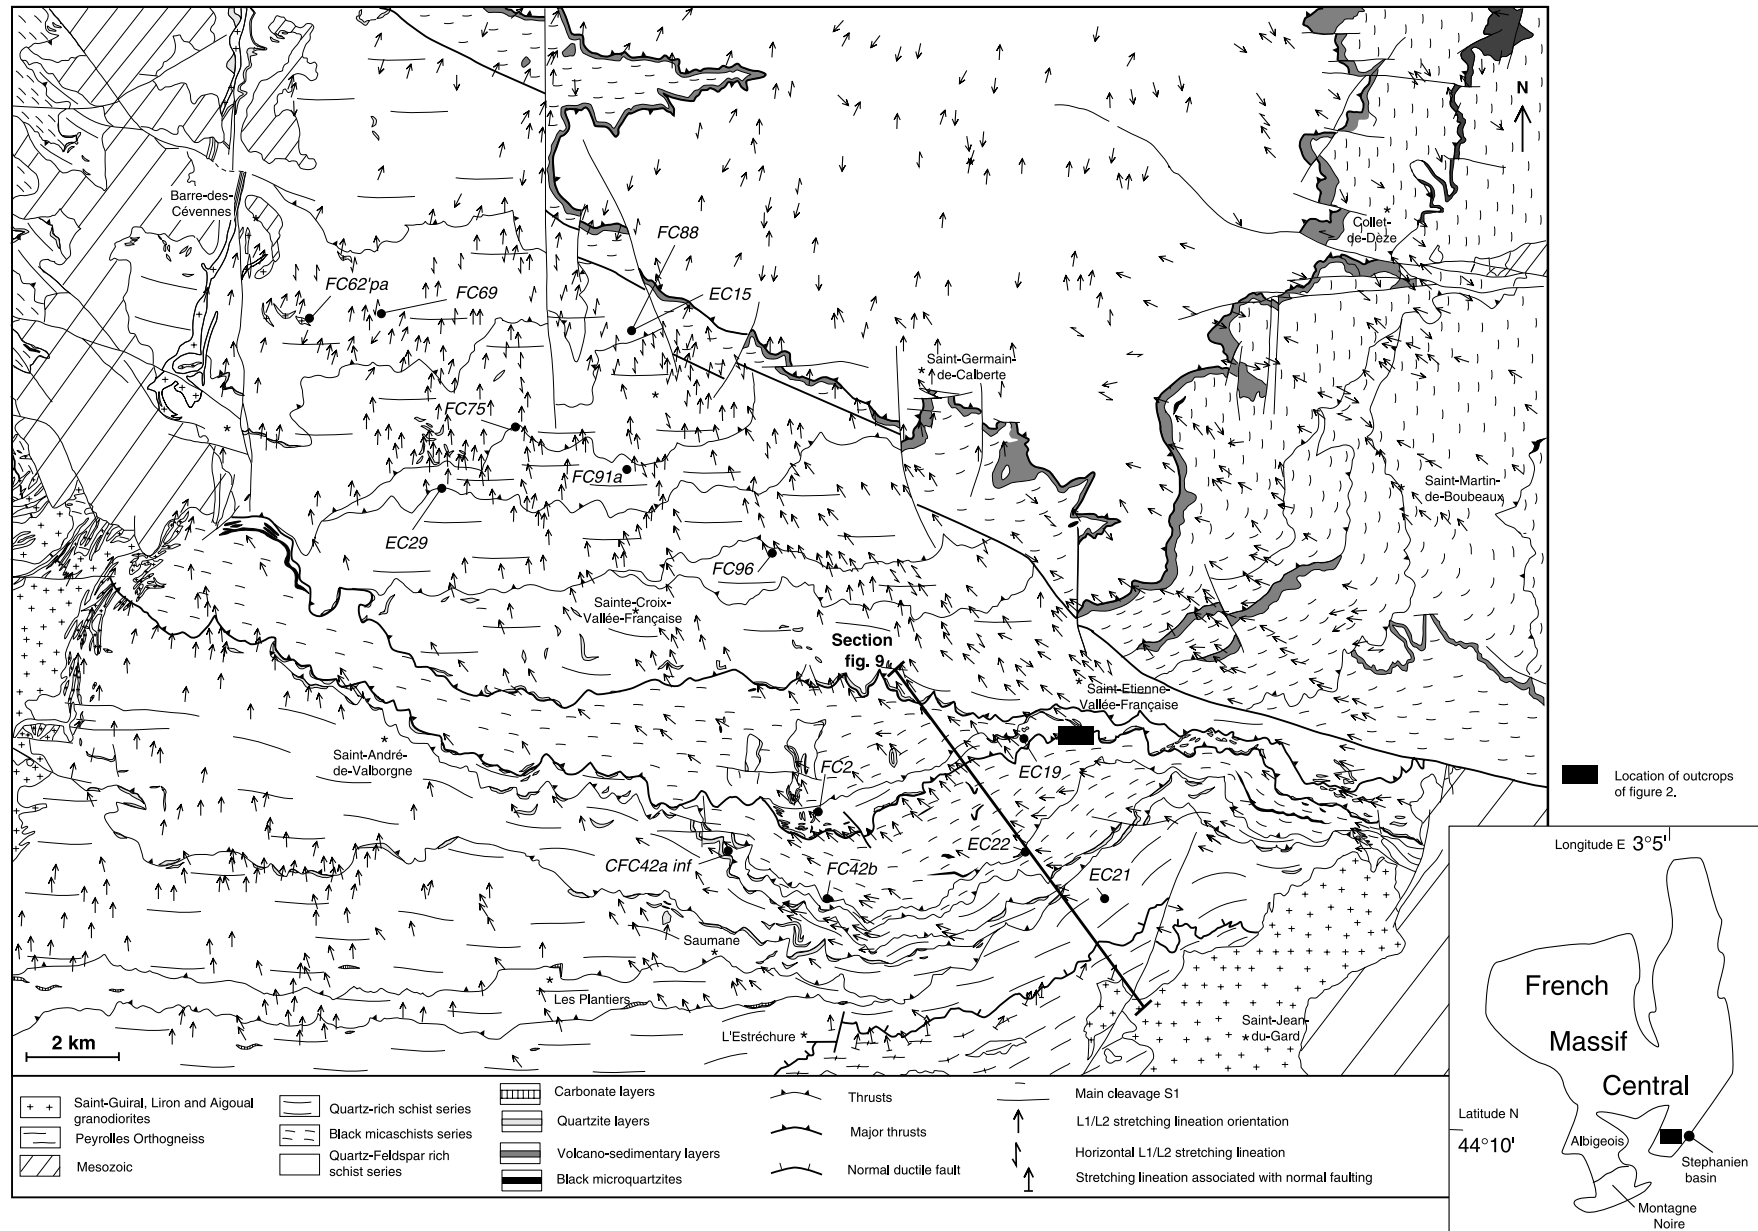 N
Barre-des-
Cévennes
FC88
Collet-
de-Dèze
FC62'pa
FC69
EC15
Saint-Germain-
de-Calberte
FC75
FC91a
Saint-Martin-
de-Boubeaux
EC29
FC96
Sainte-Croix-
Vallée-Française
Section
fig. 9
Saint-Etienne-
Vallée-Française
Saint-André-
de-Valborgne
FC2
EC19
Location of outcrops
of figure 2.
CFC42a inf
FC42b
EC22
EC21
Saumane
Les Plantiers
L'Estréchure
Saint-Jean-
du-Gard
2 km
Saint-Guiral, Liron and Aigoual
granodiorites
Peyrolles Orthogneiss
Mesozoic
Quartz-rich schist series
Black micaschists series
Quartz-Feldspar rich
schist series
Carbonate layers
Quartzite layers
Volcano-sedimentary layers
Black microquartzites
Thrusts
Major thrusts
Normal ductile fault
Main cleavage S1
L1/L2 stretching lineation orientation
Horizontal L1/L2 stretching lineation
Stretching lineation associated with normal faulting
Longitude E 3°5'
French
Massif
Central
Latitude N
44°10'
Albigeois
Stephanien
basin
Montagne
Noire